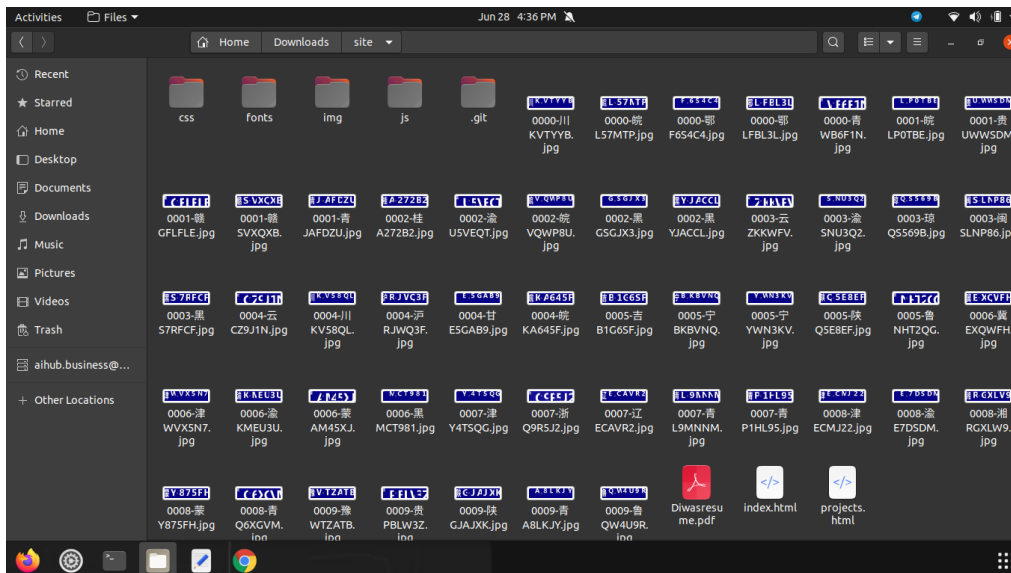 Activities
Files
Jun 28 4:36 PM
Home
Downloads
site
Recent
Starred
Home
Desktop
Documents
Downloads
Music
Pictures
Videos
Trash
aihub.business@...
Other Locations
css
fonts
img
js
.git
0000-川
KVTYYB.
jpg
0000-皖
L57MTP.jpg
0000-鄂
F6S4C4.jpg
0000-鄂
LFBL3L.jpg
0000-青
WB6F1N.
jpg
0001-皖
LP0TBE.jpg
0001-贵
UWWSDM
.jpg
0001-赣
GFLFLE.jpg
0001-赣
SVXQXB.
jpg
0001-青
JAFDZU.jpg
0002-桂
A272B2.jpg
0002-渝
U5VEQT.jpg
0002-皖
VQWP8U.
jpg
0002-黑
GSGJX3.jpg
0002-黑
YJACCL.jpg
0003-云
ZKKWFV.
jpg
0003-渝
SNU3Q2.
jpg
0003-琼
QS569B.jpg
0003-闽
SLNP86.jp
0003-黑
S7RFCF.jpg
0004-云
CZ9J1N.jpg
0004-川
KV58QL.
jpg
0004-沪
RJWQ3F.
jpg
0004-甘
E5GAB9.jpg
0004-皖
KA645F.jpg
0005-吉
B1G6SF.jpg
0005-宁
BKBVNQ.
jpg
0005-宁
YWN3KV.
jpg
0005-陕
Q5E8EF.jpg
0005-鲁
NHT2QG.
jpg
0006-冀
EXQWFH
jpg
0006-津
WVX5N7.
jpg
0006-渝
KMEU3U.
jpg
0006-蒙
AM45XJ.
jpg
0006-黑
MCT981.jpg
0007-津
Y4TSQG.jpg
0007-浙
Q9R5J2.jpg
0007-辽
ECAVR2.jpg
0007-青
L9MNNM.
jpg
0007-青
P1HL95.jpg
0008-津
ECMJ22.jpg
0008-渝
E7DSDM.
jpg
0008-湘
RGXLW9.
jpg
0008-蒙
Y875FH.jpg
0008-青
Q6XGVM.
jpg
0009-豫
WTZATB.
jpg
0009-贵
PBLW3Z.
jpg
0009-陕
GJAJXK.jpg
0009-青
A8LKJY.jpg
0009-鲁
QW4U9R.
jpg
Diwasresu
me.pdf
index.html
projects.
html